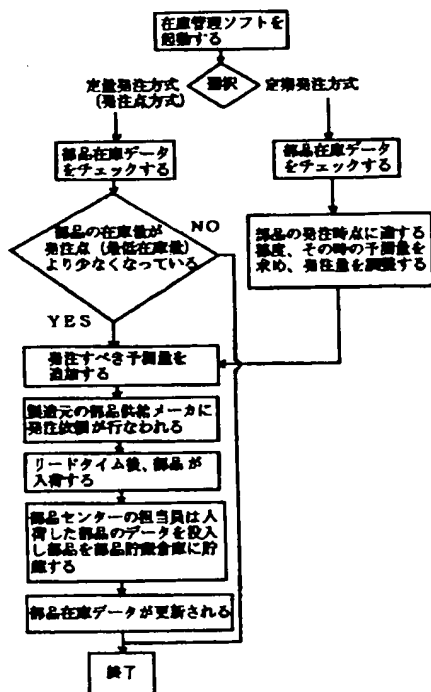 在庫管理ソフトを
起動する
選択
定量発注方式
(発注点方式)
定期発注方式
部品在庫データ
をチェックする
部品在庫データ
をチェックする
部品の在庫量が
発注点(最低在庫量)
より少なくなっている
NO
YES
部品の発注時点に達する
都度、その時の予測量を
求め、発注量を調整する
発注すべき予測量を
追加する
製造元の部品供給メーカに
発注依頼が行なわれる
リードタイム後、部品が
入荷する
部品センターの担当員は入
荷した部品のデータを投入
し部品を部品貯蔵倉庫に貯
蔵する
部品在庫データが更新される
終了